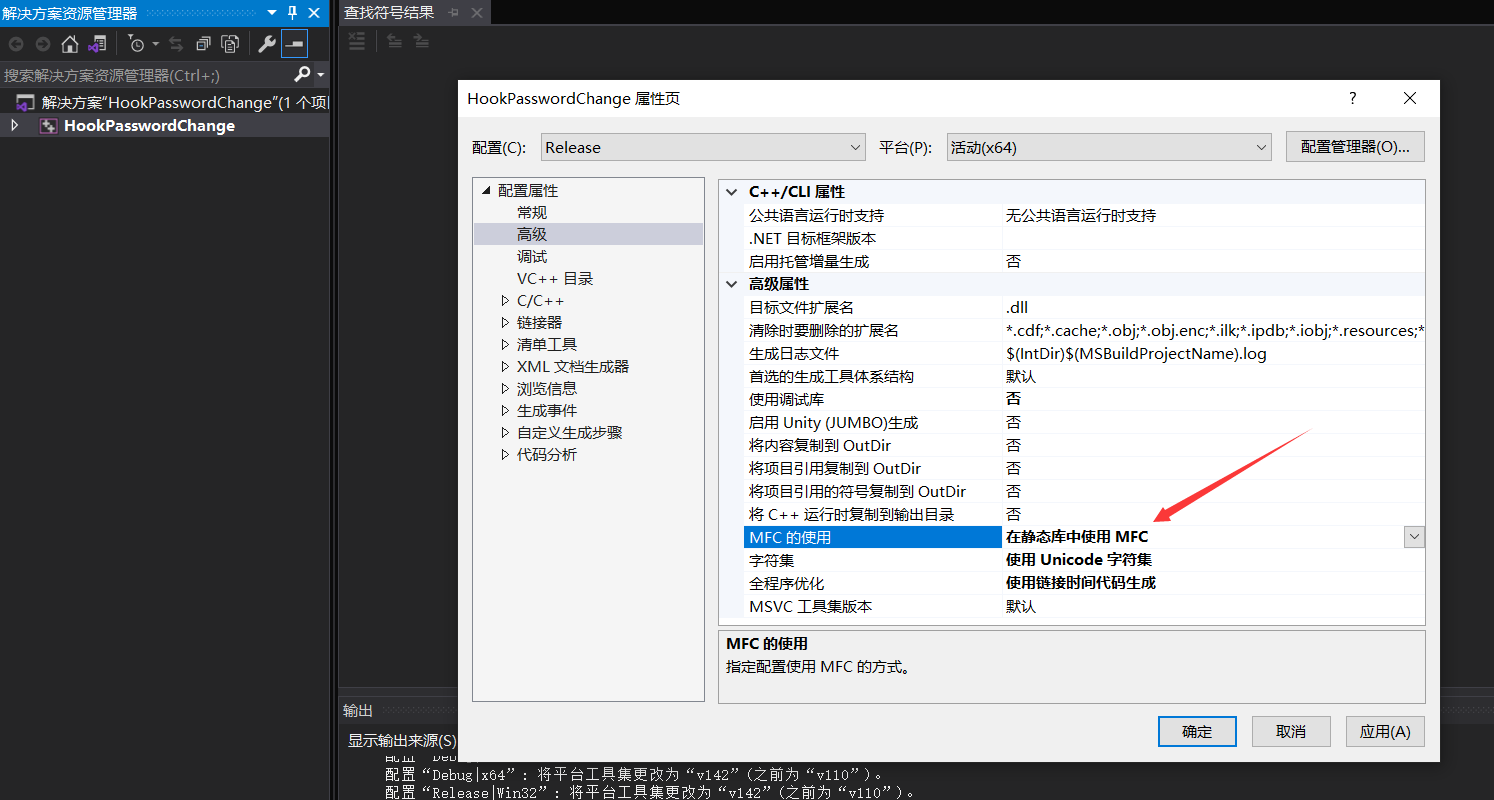 解决方案资源管理器
查找符号结果
搜索解决方案资源管理器(Ctrl+;)
解决方案“HookPasswordChange”(1 个项
HookPasswordChange
HookPasswordChange 属性页
配置(C):
Release
平台(P):
活动(x64)
配置管理器(O)...
配置属性
常规
高级
调试
VC++ 目录
C/C++
链接器
清单工具
XML 文档生成器
浏览信息
生成事件
自定义生成步骤
代码分析
C++/CLI 属性
公共语言运行时支持 无公共语言运行时支持
.NET 目标框架版本
启用托管增量生成 否
高级属性
目标文件扩展名 .dll
清除时要删除的扩展名 *.cdf;*.cache;*.obj;*.obj.enc;*.ilk;*.ipdb;*.iobj;*.resources;*
生成日志文件 $(IntDir)$(MSBuildProjectName).log
首选的生成工具体系结构 默认
使用调试库 否
启用 Unity (JUMBO)生成 否
将内容复制到 OutDir 否
将项目引用复制到 OutDir 否
将项目引用的符号复制到 OutDir 否
将 C++ 运行时复制到输出目录 否
MFC 的使用 在静态库中使用 MFC
字符集 使用 Unicode 字符集
全程序优化 使用链接时间代码生成
MSVC 工具集版本 默认
MFC 的使用
指定配置使用 MFC 的方式。
确定
取消
应用(A)
输出
显示输出来源(S)
配置“Debug|x64”: 将平台工具集更改为“v142”(之前为“v110”)。
配置“Release|Win32”: 将平台工具集更改为“v142”(之前为“v110”)。